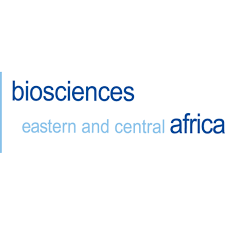 biosciences
eastern and central africa